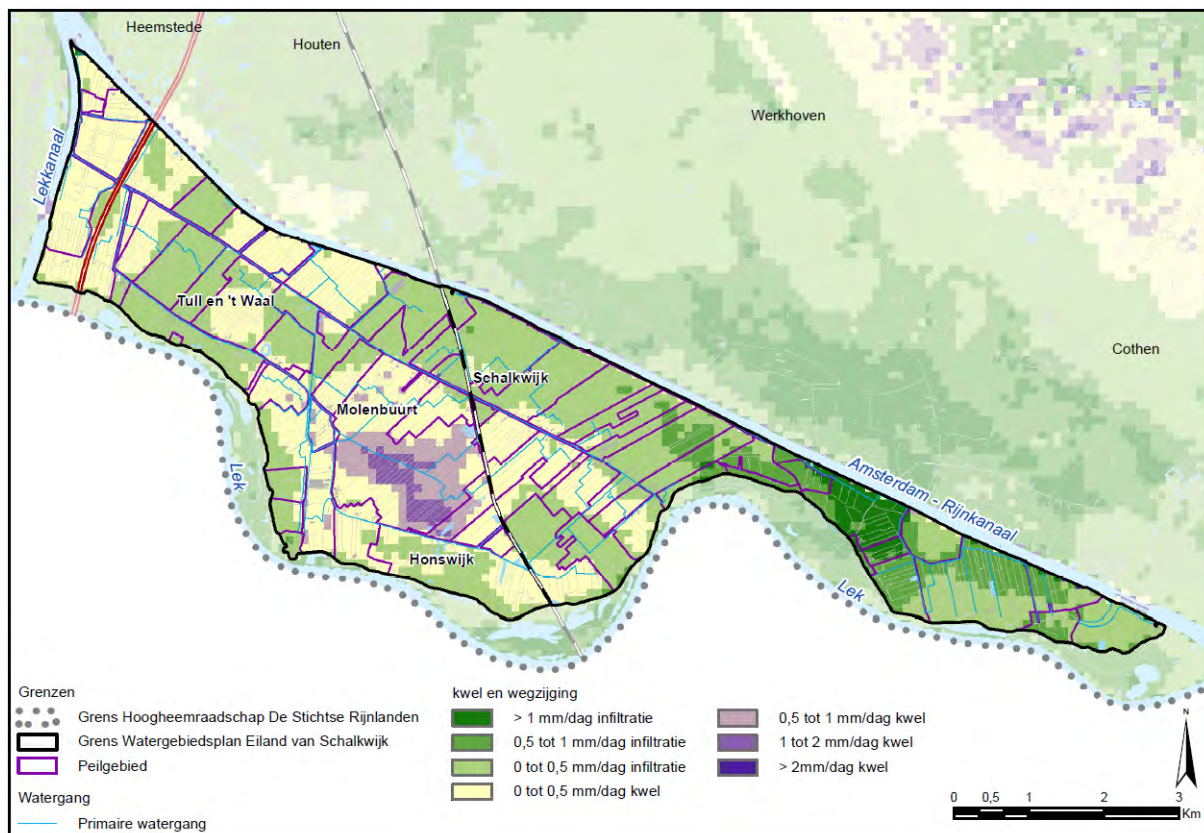 Heemstede
Houten
Werkhoven
Lekkanaal
Tull en 't Waal
Cothen
Schalkwijk
Molenbuurt
Lek
Amsterdam - Rijnkanaal
Honswijk
Lek
Grenzen
Grens Hoogheemraadschap De Stichtse Rijnlanden
Grens Watergebiedsplan Eiland van Schalkwijk
Peilgebied
Watergang
Primaire watergang
kwel en wegzijging
> 1 mm/dag infiltratie
0,5 tot 1 mm/dag infiltratie
0 tot 0,5 mm/dag infiltratie
0 tot 0,5 mm/dag kwel
0,5 tot 1 mm/dag kwel
1 tot 2 mm/dag kwel
> 2mm/dag kwel
N
0 0,5 1 2 3
Km